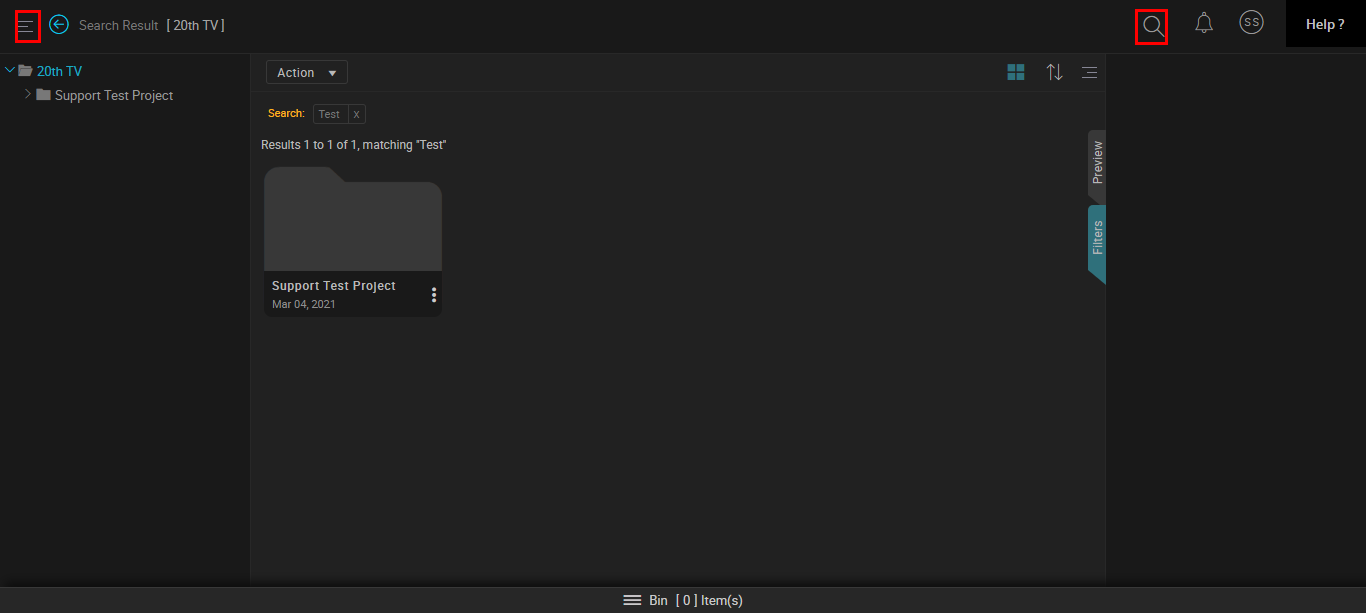 Search Result [ 20th TV ]
SS
Help ?
20th TV
Support Test Project
Action
Search: Test x
Results 1 to 1 of 1, matching "Test"
Support Test Project
Mar 04, 2021
Preview
Filters
Bin [ 0 ] Item(s)